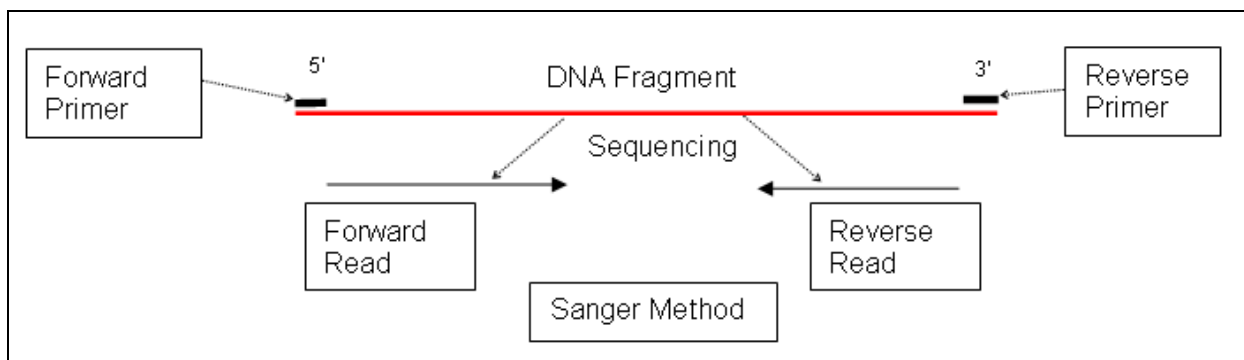 Forward
Primer
5'
DNA Fragment
3'
Reverse
Primer
Sequencing
Forward
Read
Reverse
Read
Sanger Method